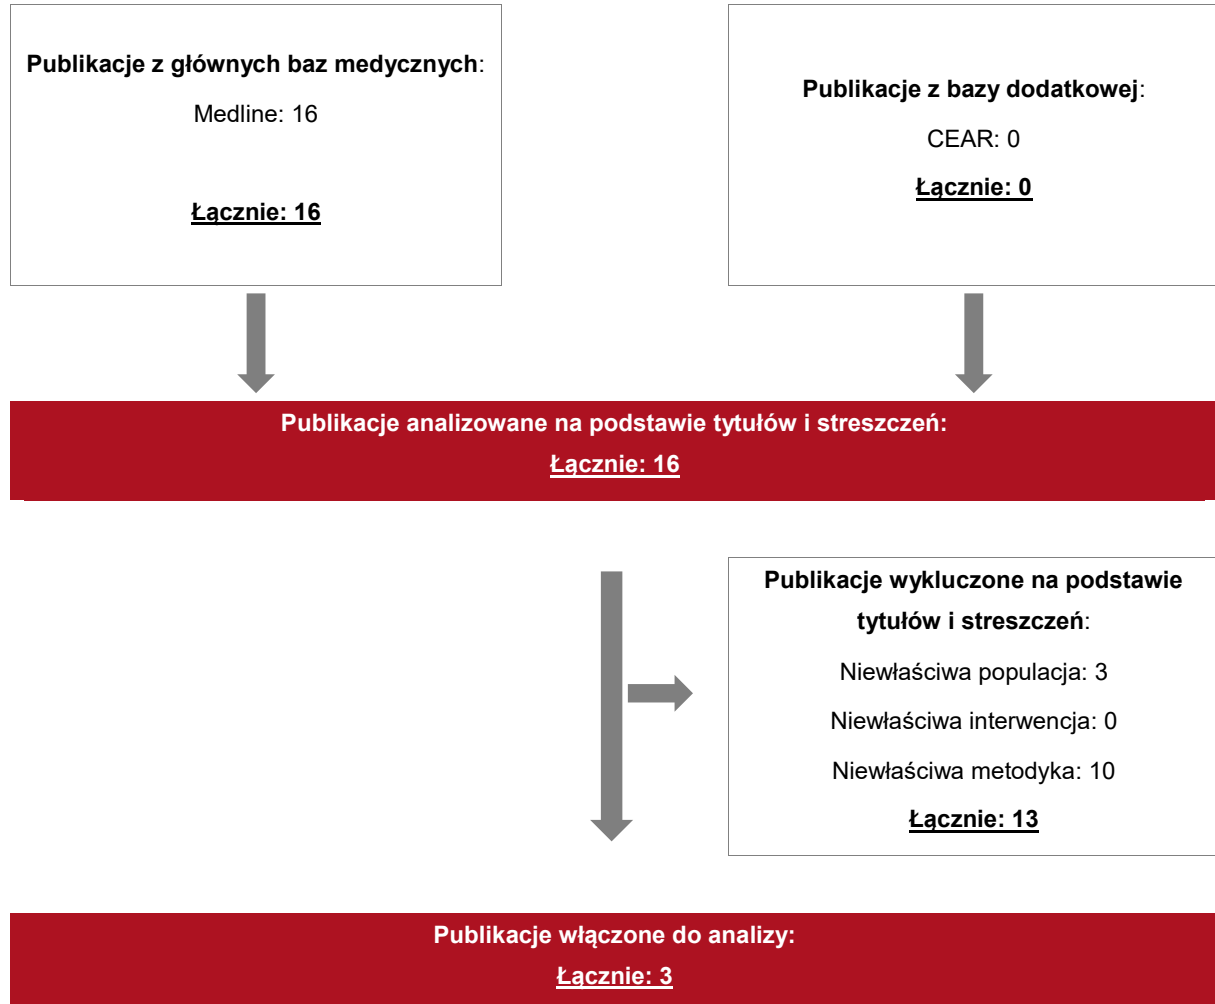 Publikacje z głównych baz medycznych:
Medline: 16
Łącznie: 16
Publikacje z bazy dodatkowej:
CEAR: 0
Łącznie: 0
Publikacje analizowane na podstawie tytułów i streszczeń:
Łącznie: 16
Publikacje wykluczone na podstawie
tytułów i streszczeń:
Niewłaściwa populacja: 3
Niewłaściwa interwencja: 0
Niewłaściwa metodyka: 10
Łącznie: 13
Publikacje włączone do analizy:
Łącznie: 3